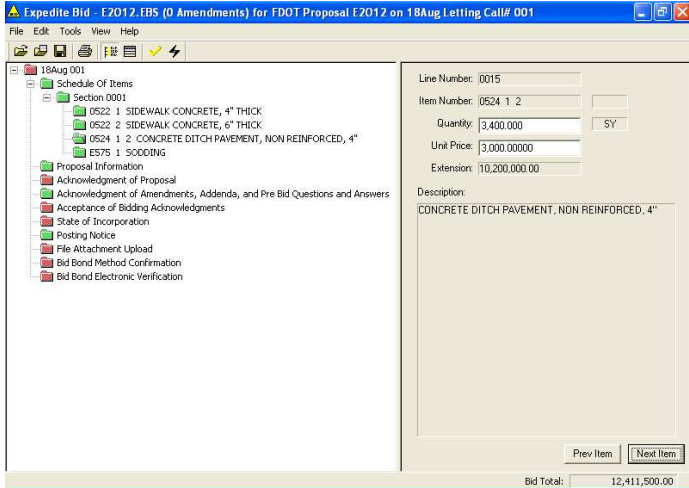 Expedite Bid - E2012.EBS (0 Amendments) for FDOT Proposal E2012 on 18Aug Letting Call# 001
File Edit Tools View Help
18Aug 001
Schedule Of Items
Section 0001
0522 1 SIDEWALK CONCRETE, 4" THICK
0522 2 SIDEWALK CONCRETE, 6" THICK
0524 1 2 CONCRETE DITCH PAVEMENT, NON REINFORCED, 4"
E575 1 SODDING
Proposal Information
Acknowledgment of Proposal
Acknowledgment of Amendments, Addenda, and Pre Bid Questions and Answers
Acceptance of Bidding Acknowledgments
State of Incorporation
Posting Notice
File Attachment Upload
Bid Bond Method Confirmation
Bid Bond Electronic Verification
Line Number: 0015
Item Number: 0524 1 2
Quantity: 3,400.000 SY
Unit Price: 3,000.00000
Extension: 10,200,000.00
Description:
CONCRETE DITCH PAVEMENT, NON REINFORCED, 4"
Prev Item Next Item
Bid Total: 12,411,500.00